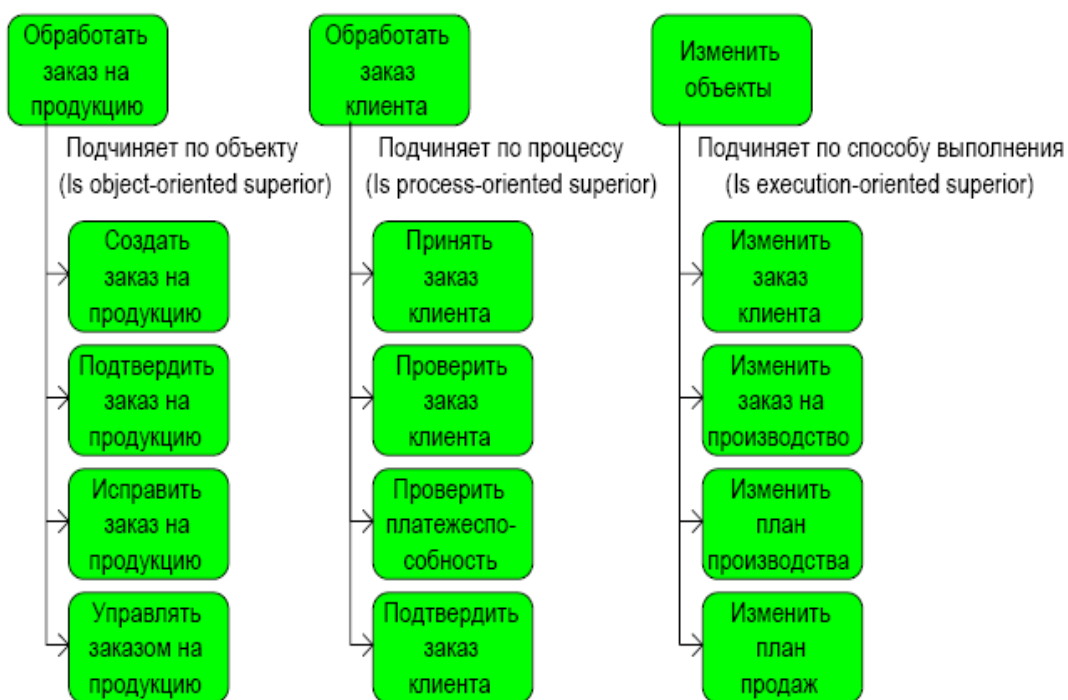 Обработать
заказ на
продукцию
Подчиняет по объекту
(Is object-oriented superior)
Создать
заказ на
продукцию
Подтвердить
заказ на
продукцию
Исправить
заказ на
продукцию
Управлять
заказом на
продукцию
Обработать
заказ
клиента
Подчиняет по процессу
(Is process-oriented superior)
Принять
заказ
клиента
Проверить
заказ
клиента
Проверить
платежеспо-
собность
Подтвердить
заказ
клиента
Изменить
объекты
Подчиняет по способу выполнения
(Is execution-oriented superior)
Изменить
заказ
клиента
Изменить
заказ на
производство
Изменить
план
производства
Изменить
план
продаж